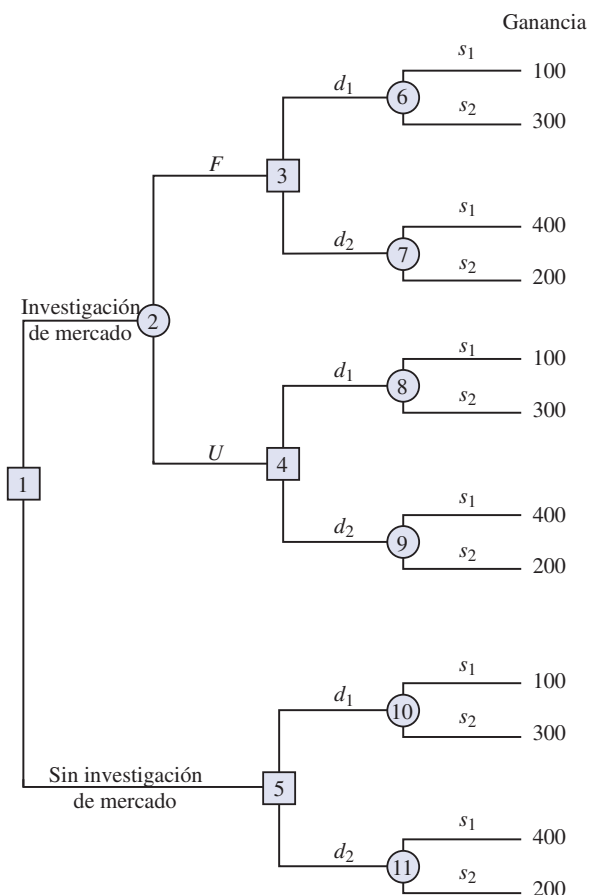 Ganancia
s1 100
d1
6
s2 300
F
3
s1 400
d2
7
s2 200
Investigación
de mercado
2
s1 100
d1
8
s2 300
U
4
1
s1 400
d2
9
s2 200
s1 100
d1
10
s2 300
Sin investigación
de mercado
5
s1 400
d2
11
s2 200